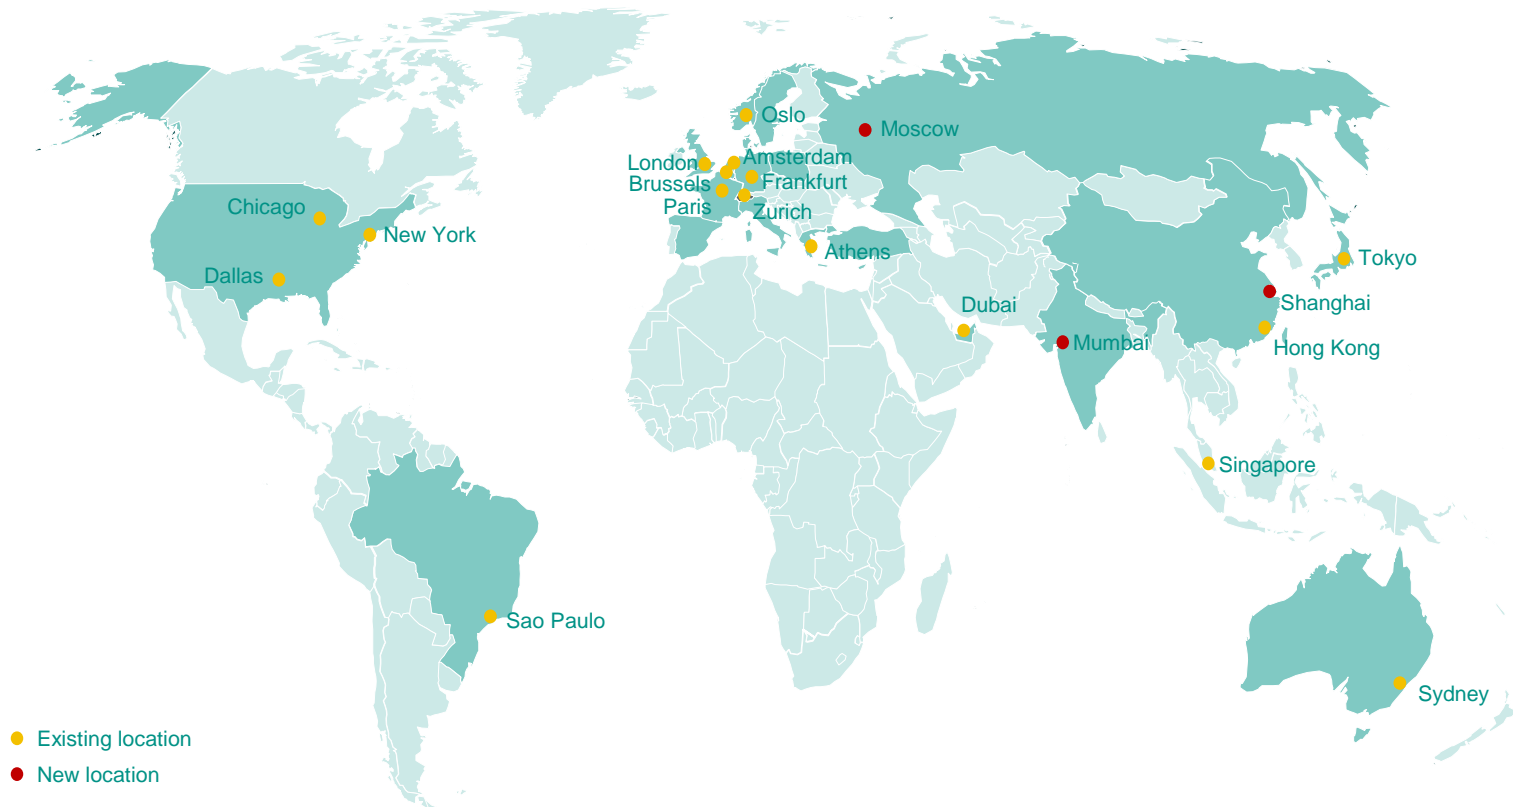 Oslo
Moscow
London
Amsterdam
Brussels
Frankfurt
Paris
Zurich
Chicago
New York
Athens
Dallas
Tokyo
Dubai
Shanghai
Mumbai
Hong Kong
Singapore
Sao Paulo
Sydney
Existing location
New location